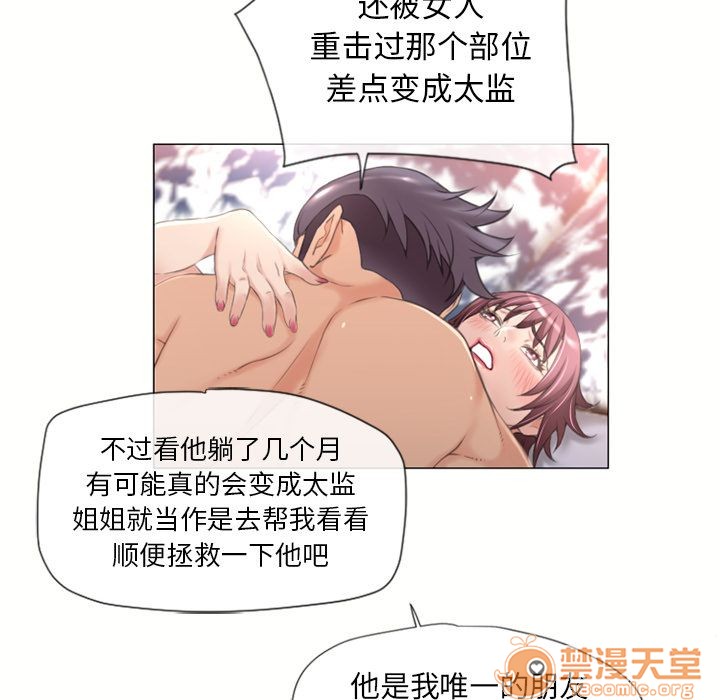 还被女人
重击过那个部位
差点变成太监
不过看他躺了几个月
有可能真的会变成太监
姐姐就当作是去帮我看看
顺便拯救一下他吧
他是我唯一的朋友
禁漫天堂